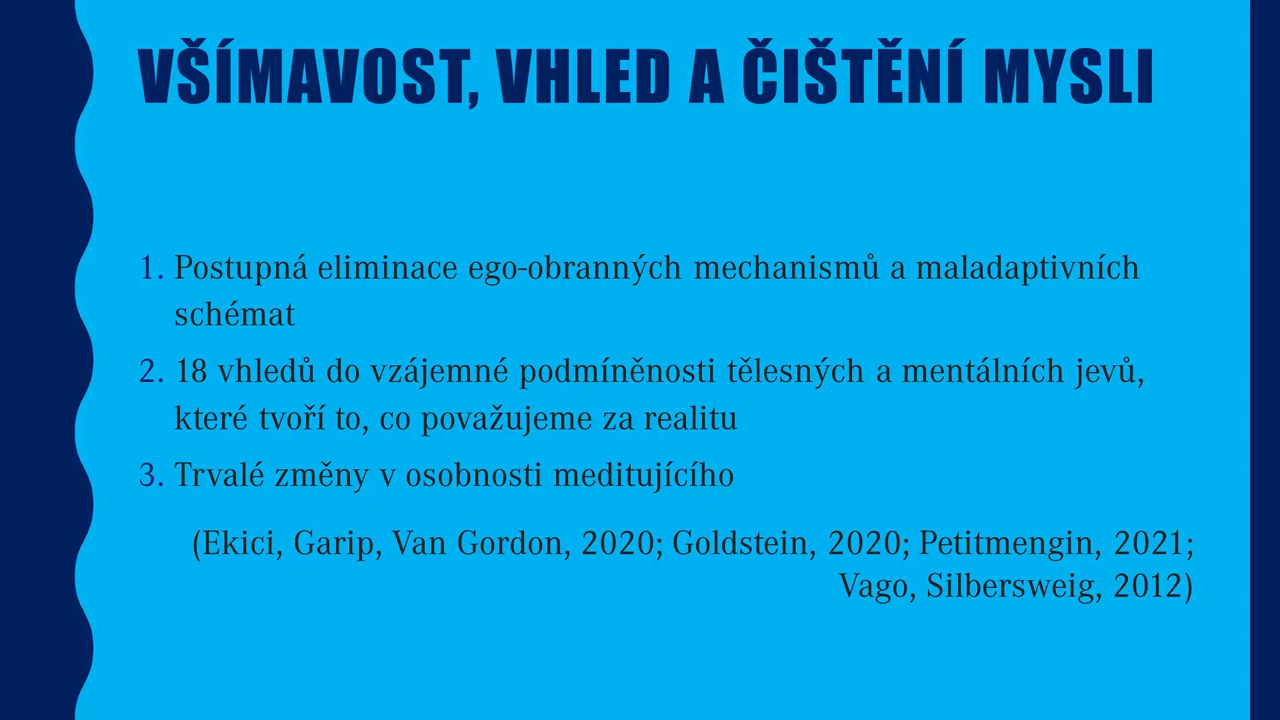 VŠÍMAVOST, VHLED A ČIŠTĚNÍ MYSLI
1. Postupná eliminace ego-obranných mechanismů a maladaptivních
schémat
2. 18 vhledů do vzájemné podmíněnosti tělesných a mentálních jevů,
které tvoří to, co považujeme za realitu
3. Trvalé změny v osobnosti meditujícího
(Ekici, Garip, Van Gordon, 2020; Goldstein, 2020; Petitmengin, 2021;
Vago, Silbersweig, 2012)